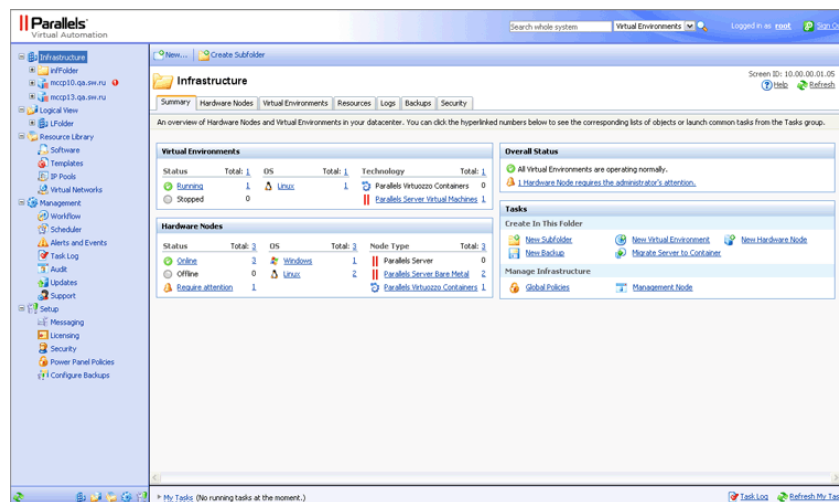 Parallels
Virtual Automation
Search whole system
Virtual Environments
Logged in as root
Sign
Infrastructure
infFolder
mccp10.qa.sw.ru
mccp13.qa.sw.ru
Logical View
LFolder
Resource Library
Software
Templates
IP Pools
Virtual Networks
Management
Workflow
Scheduler
Alerts and Events
Task Log
Audit
Updates
Support
Setup
Messaging
Licensing
Security
Power Panel Policies
Configure Backups
New... Create Subfolder
Infrastructure
Screen ID: 10.00.00.01.05
Help Refresh
Summary Hardware Nodes Virtual Environments Resources Logs Backups Security
An overview of Hardware Nodes and Virtual Environments in your datacenter. You can click the hyperlinked numbers below to see the corresponding lists of objects or launch common tasks from the Tasks group.
Virtual Environments
Status Total: 1 OS Total: 1 Technology Total: 1
Running 1 Linux 1 Parallels Virtuozzo Containers 0
Stopped 0 Parallels Server Virtual Machines 1
Hardware Nodes
Status Total: 3 OS Total: 3 Node Type Total: 3
Online 3 Windows 1 Parallels Server 0
Offline 0 Linux 2 Parallels Server Bare Metal 2
Require attention 1 Parallels Virtuozzo Containers 1
Overall Status
All Virtual Environments are operating normally.
1 Hardware Node requires the administrator's attention.
Tasks
Create In This Folder
New Subfolder New Virtual Environment New Hardware Node
New Backup Migrate Server to Container
Manage Infrastructure
Global Policies Management Node
My Tasks (No running tasks at the moment.)
Task Log Refresh My Tas